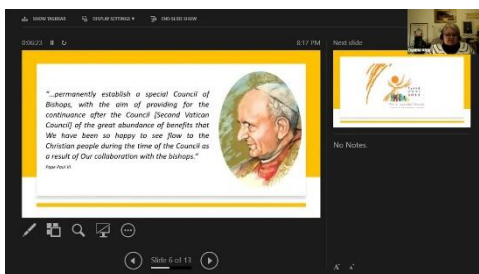 SHOW TASKBAR DISPLAY SETTINGS ▾ END SLIDE SHOW
0:06:23 8:17 PM Next slide
"...permanently establish a special Council of
Bishops, with the aim of providing for the
continuance after the Council [Second Vatican
Council] of the great abundance of benefits that
We have been so happy to see flow to the
Christian people during the time of the Council as
a result of Our collaboration with the bishops."
Pope Paul VI
No Notes.
Slide 6 of 13
A A